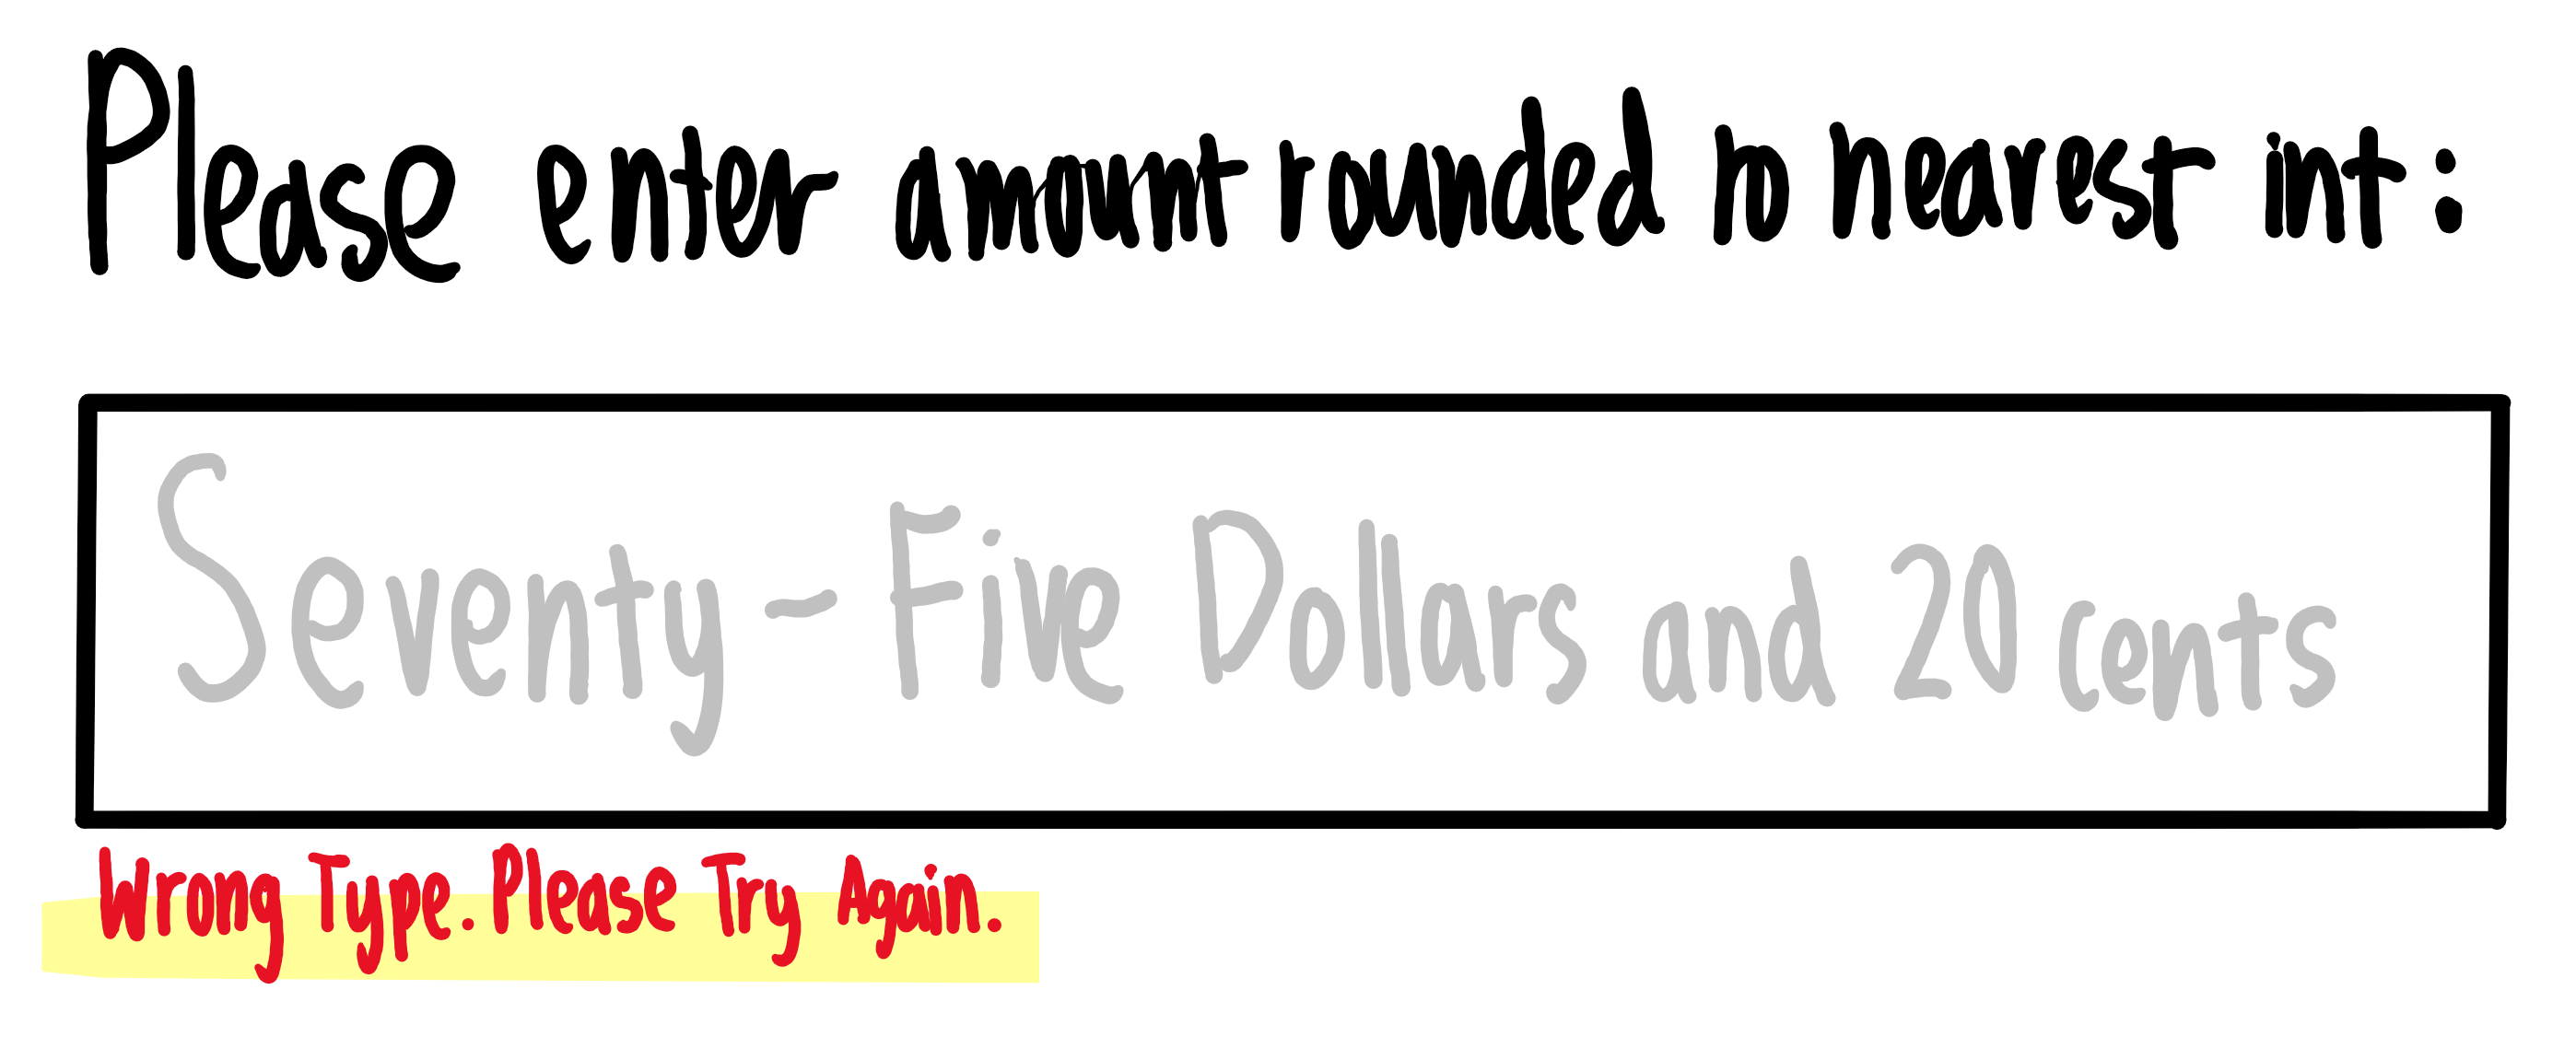 Please enter amount rounded to nearest int:
Seventy-Five Dollars and 20 cents
Wrong Type. Please Try Again.